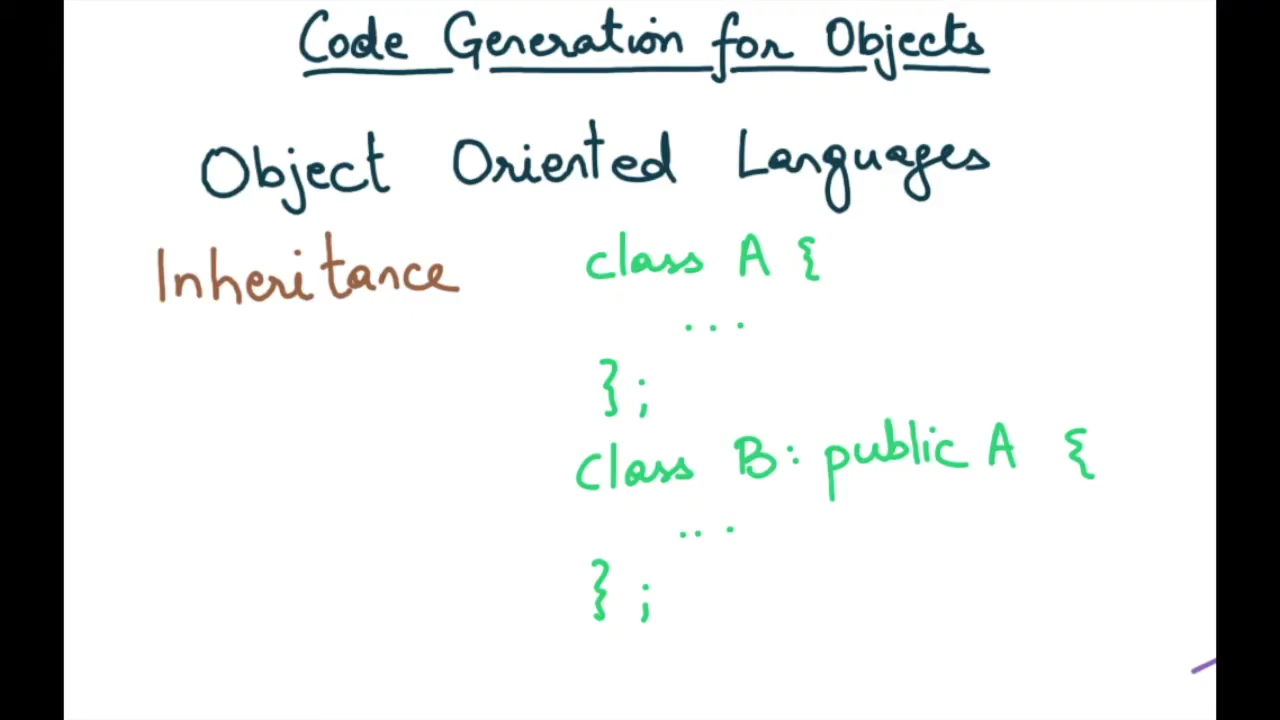 Code Generation for Objects
Object Oriented Languages
Inheritance
class A {
...
};
class B: public A {
...
};